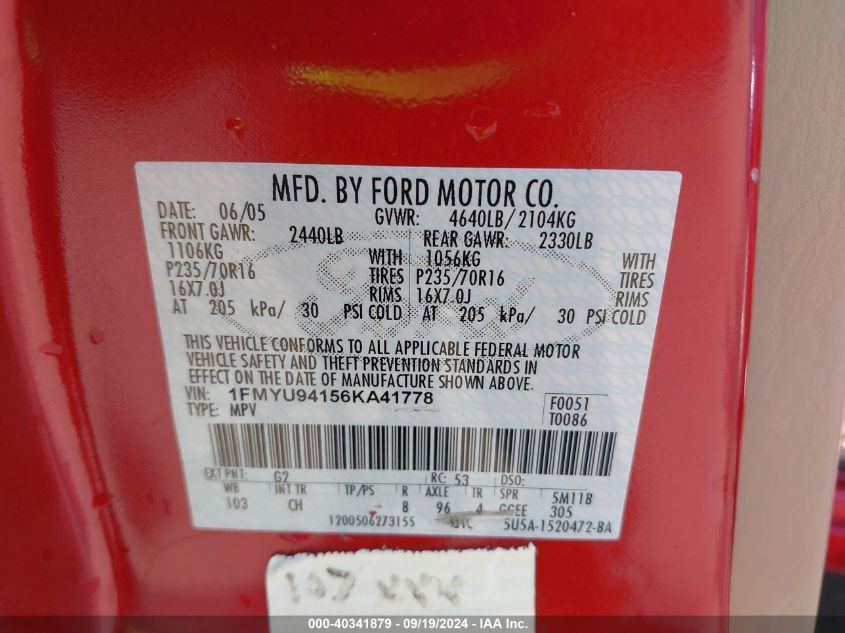 MFD. BY FORD MOTOR CO.
DATE: 06/05 GVWR: 4640LB/2104KG
FRONT GAWR: 2440LB REAR GAWR: 2330LB
1106KG WITH 1056KG WITH
P235/70R16 TIRES P235/70R16 TIRES
16X7.0J RIMS 16X7.0J RIMS
AT 205 kPa/ 30 PSI COLD AT 205 kPa/ 30 PSI COLD
THIS VEHICLE CONFORMS TO ALL APPLICABLE FEDERAL MOTOR
VEHICLE SAFETY AND THEFT PREVENTION STANDARDS IN
EFFECT ON THE DATE OF MANUFACTURE SHOWN ABOVE.
VIN: 1FMYU94156KA41778 F0051
TYPE: MPV T0086
EXT PNT: G2 RC: 53 DSO:
WB INT TR TP/PS R AXLE TR SPR 5M11B
103 CH 8 96 4 GGEE 305
1200506273155 UTC 5U5A-1520472-BA
000-40341879 - 09/19/2024 - IAA Inc.